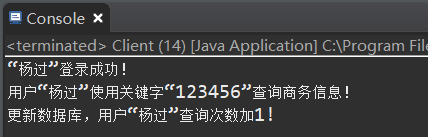 Console
<terminated> Client (14) [Java Application] C:\Program File
“杨过”登录成功!
用户“杨过”使用关键字“123456”查询商务信息!
更新数据库，用户“杨过”查询次数加1!